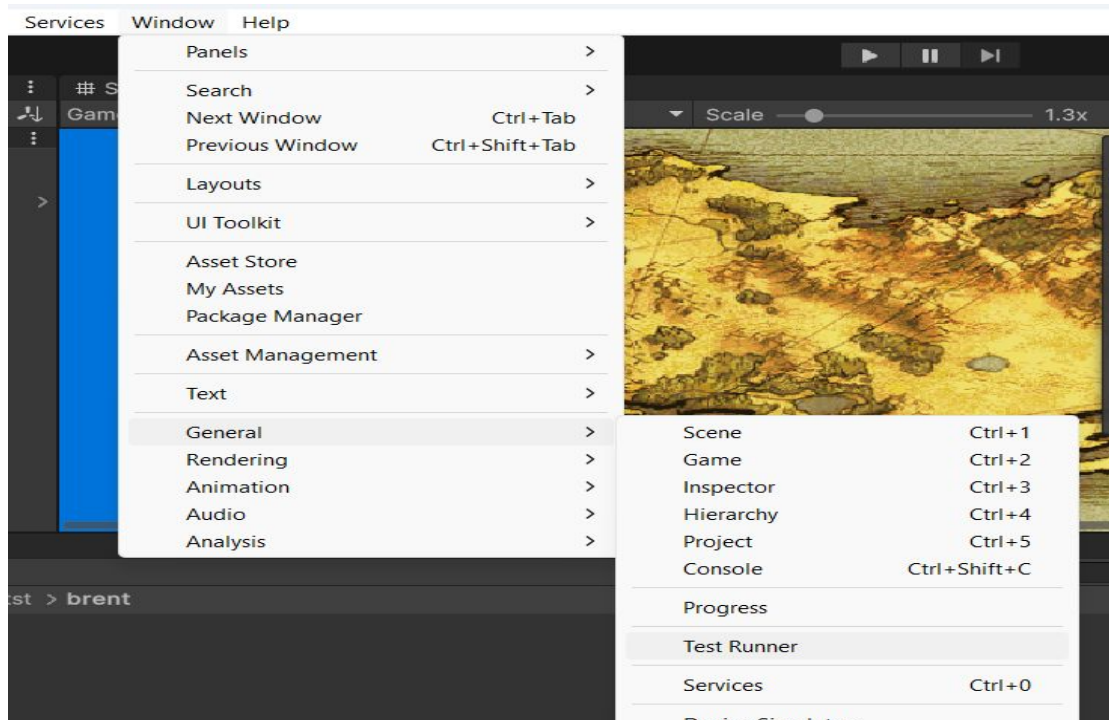 Services Window Help
Panels >
# S
Search >
Gam
Next Window Ctrl+Tab
Scale 1.3x
Previous Window Ctrl+Shift+Tab
Layouts >
>
UI Toolkit >
Asset Store
My Assets
Package Manager
Asset Management >
Text >
General >
Scene Ctrl+1
Rendering >
Game Ctrl+2
Animation >
Inspector Ctrl+3
Audio >
Hierarchy Ctrl+4
Analysis >
Project Ctrl+5
Console Ctrl+Shift+C
st > brent
Progress
Test Runner
Services Ctrl+0